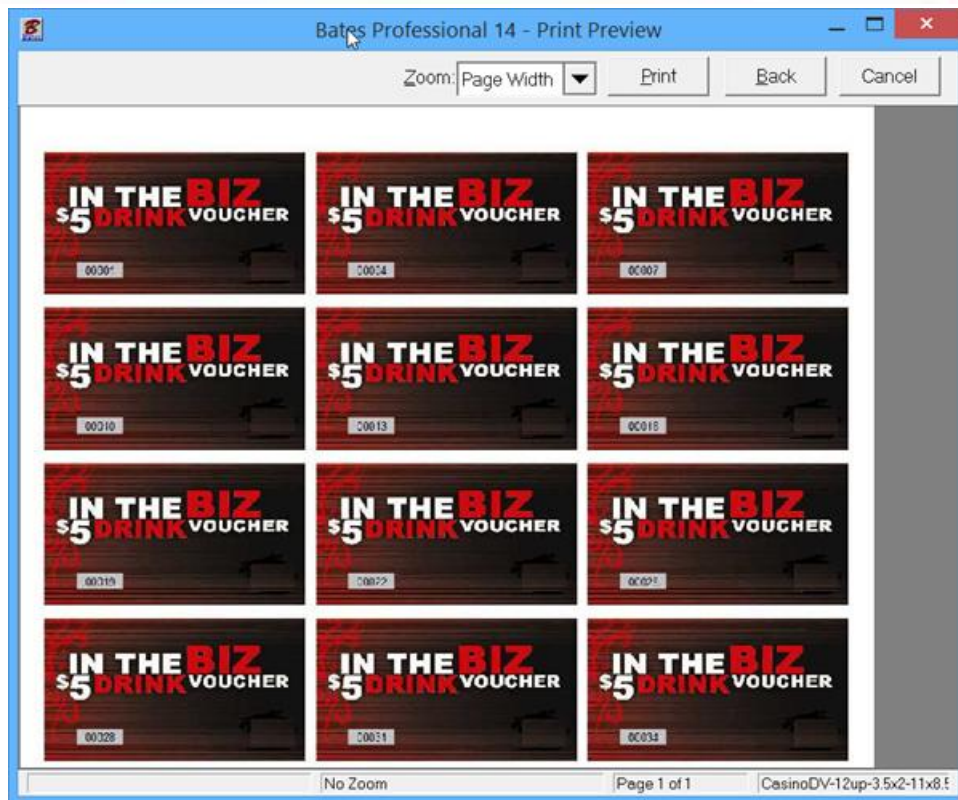 Bates Professional 14 - Print Preview
Zoom: Page Width Print Back Cancel
IN THE BIZ IN THE BIZ IN THE BIZ
$5 DRINK VOUCHER $5 DRINK VOUCHER $5 DRINK VOUCHER
00001 00004 00007
IN THE BIZ IN THE BIZ IN THE BIZ
$5 DRINK VOUCHER $5 DRINK VOUCHER $5 DRINK VOUCHER
00010 00013 00016
IN THE BIZ IN THE BIZ IN THE BIZ
$5 DRINK VOUCHER $5 DRINK VOUCHER $5 DRINK VOUCHER
00019 00022 00025
IN THE BIZ IN THE BIZ IN THE BIZ
$5 DRINK VOUCHER $5 DRINK VOUCHER $5 DRINK VOUCHER
00028 00031 00034
No Zoom Page 1 of 1 CasinoDV-12up-3.5x2-11x8.5